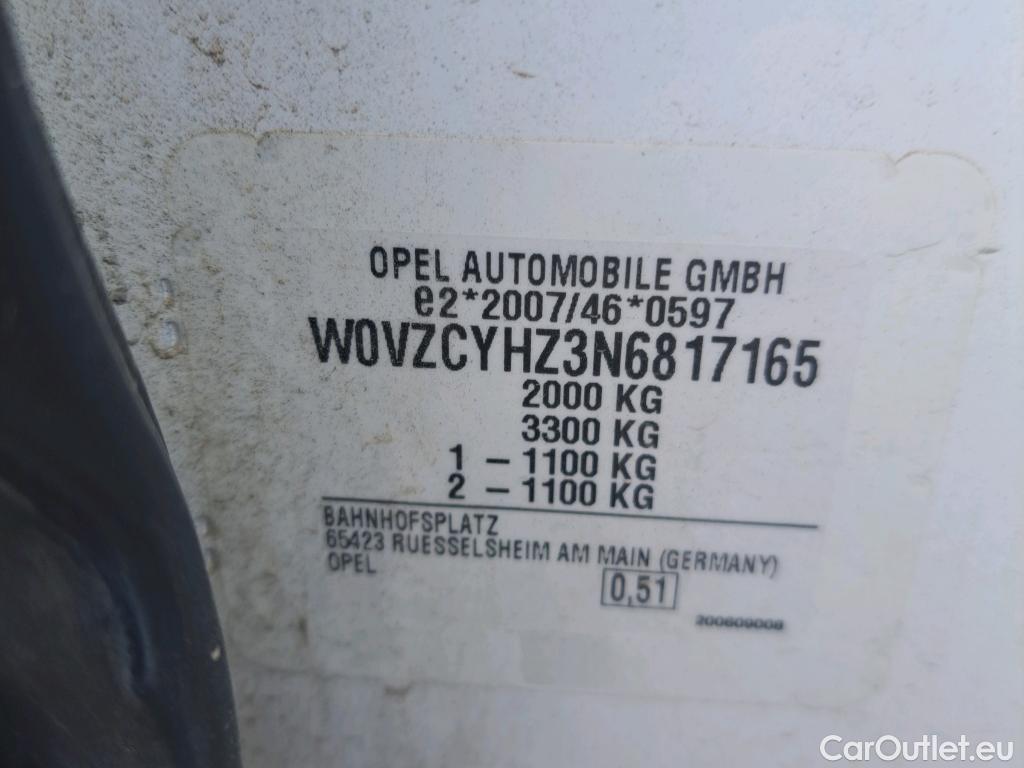 OPEL AUTOMOBILE GMBH
e2*2007/46*0597
W0VZCYHZ3N6817165
2000 KG
3300 KG
1 - 1100 KG
2 - 1100 KG
BAHNHOFSPLATZ
65423 RUESSELSHEIM AM MAIN (GERMANY)
OPEL
0,51
200609008
CarOutlet.eu